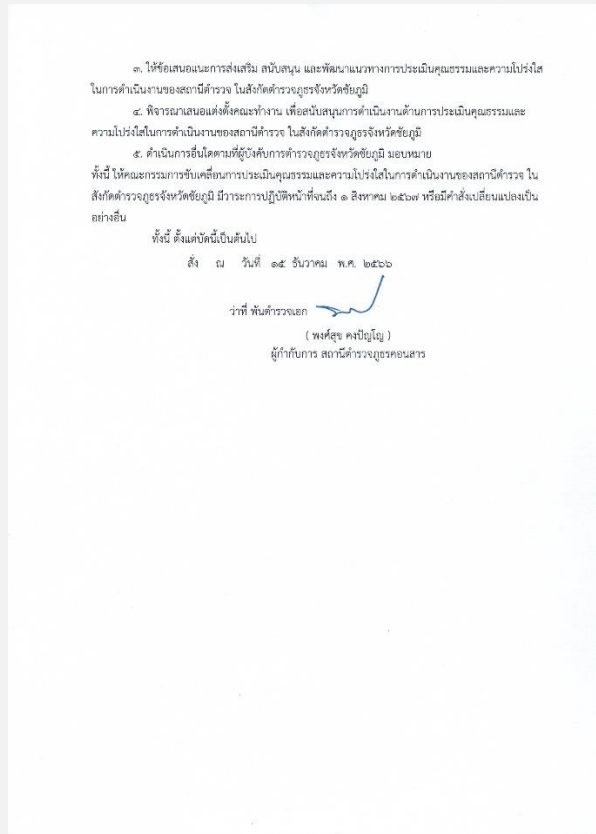 ๓. ให้ข้อเสนอแนะการส่งเสริม สนับสนุน และพัฒนาแนวทางการประเมินคุณธรรมและความโปร่งใส
ในการดำเนินงานของสถานีตำรวจ ในสังกัดตำรวจภูธรจังหวัดชัยภูมิ
๔. พิจารณาเสนอแต่งตั้งคณะทำงาน เพื่อสนับสนุนการดำเนินงานด้านการประเมินคุณธรรมและ
ความโปร่งใสในการดำเนินงานของสถานีตำรวจ ในสังกัดตำรวจภูธรจังหวัดชัยภูมิ
๕. ดำเนินการอื่นใดตามที่ผู้บังคับการตำรวจภูธรจังหวัดชัยภูมิ มอบหมาย
ทั้งนี้ ให้คณะกรรมการขับเคลื่อนการประเมินคุณธรรมและความโปร่งใสในการดำเนินงานของสถานีตำรวจ ใน
สังกัดตำรวจภูธรจังหวัดชัยภูมิ มีวาระการปฏิบัติหน้าที่จนถึง ๑ สิงหาคม ๒๕๖๗ หรือมีคำสั่งเปลี่ยนแปลงเป็น
อย่างอื่น
ทั้งนี้ ตั้งแต่บัดนี้เป็นต้นไป
สั่ง ณ วันที่ ๑๕ ธันวาคม พ.ศ. ๒๕๖๖
ว่าที่ พันตำรวจเอก
( พงศ์สุข คงปัญโญ )
ผู้กำกับการ สถานีตำรวจภูธรคอนสาร